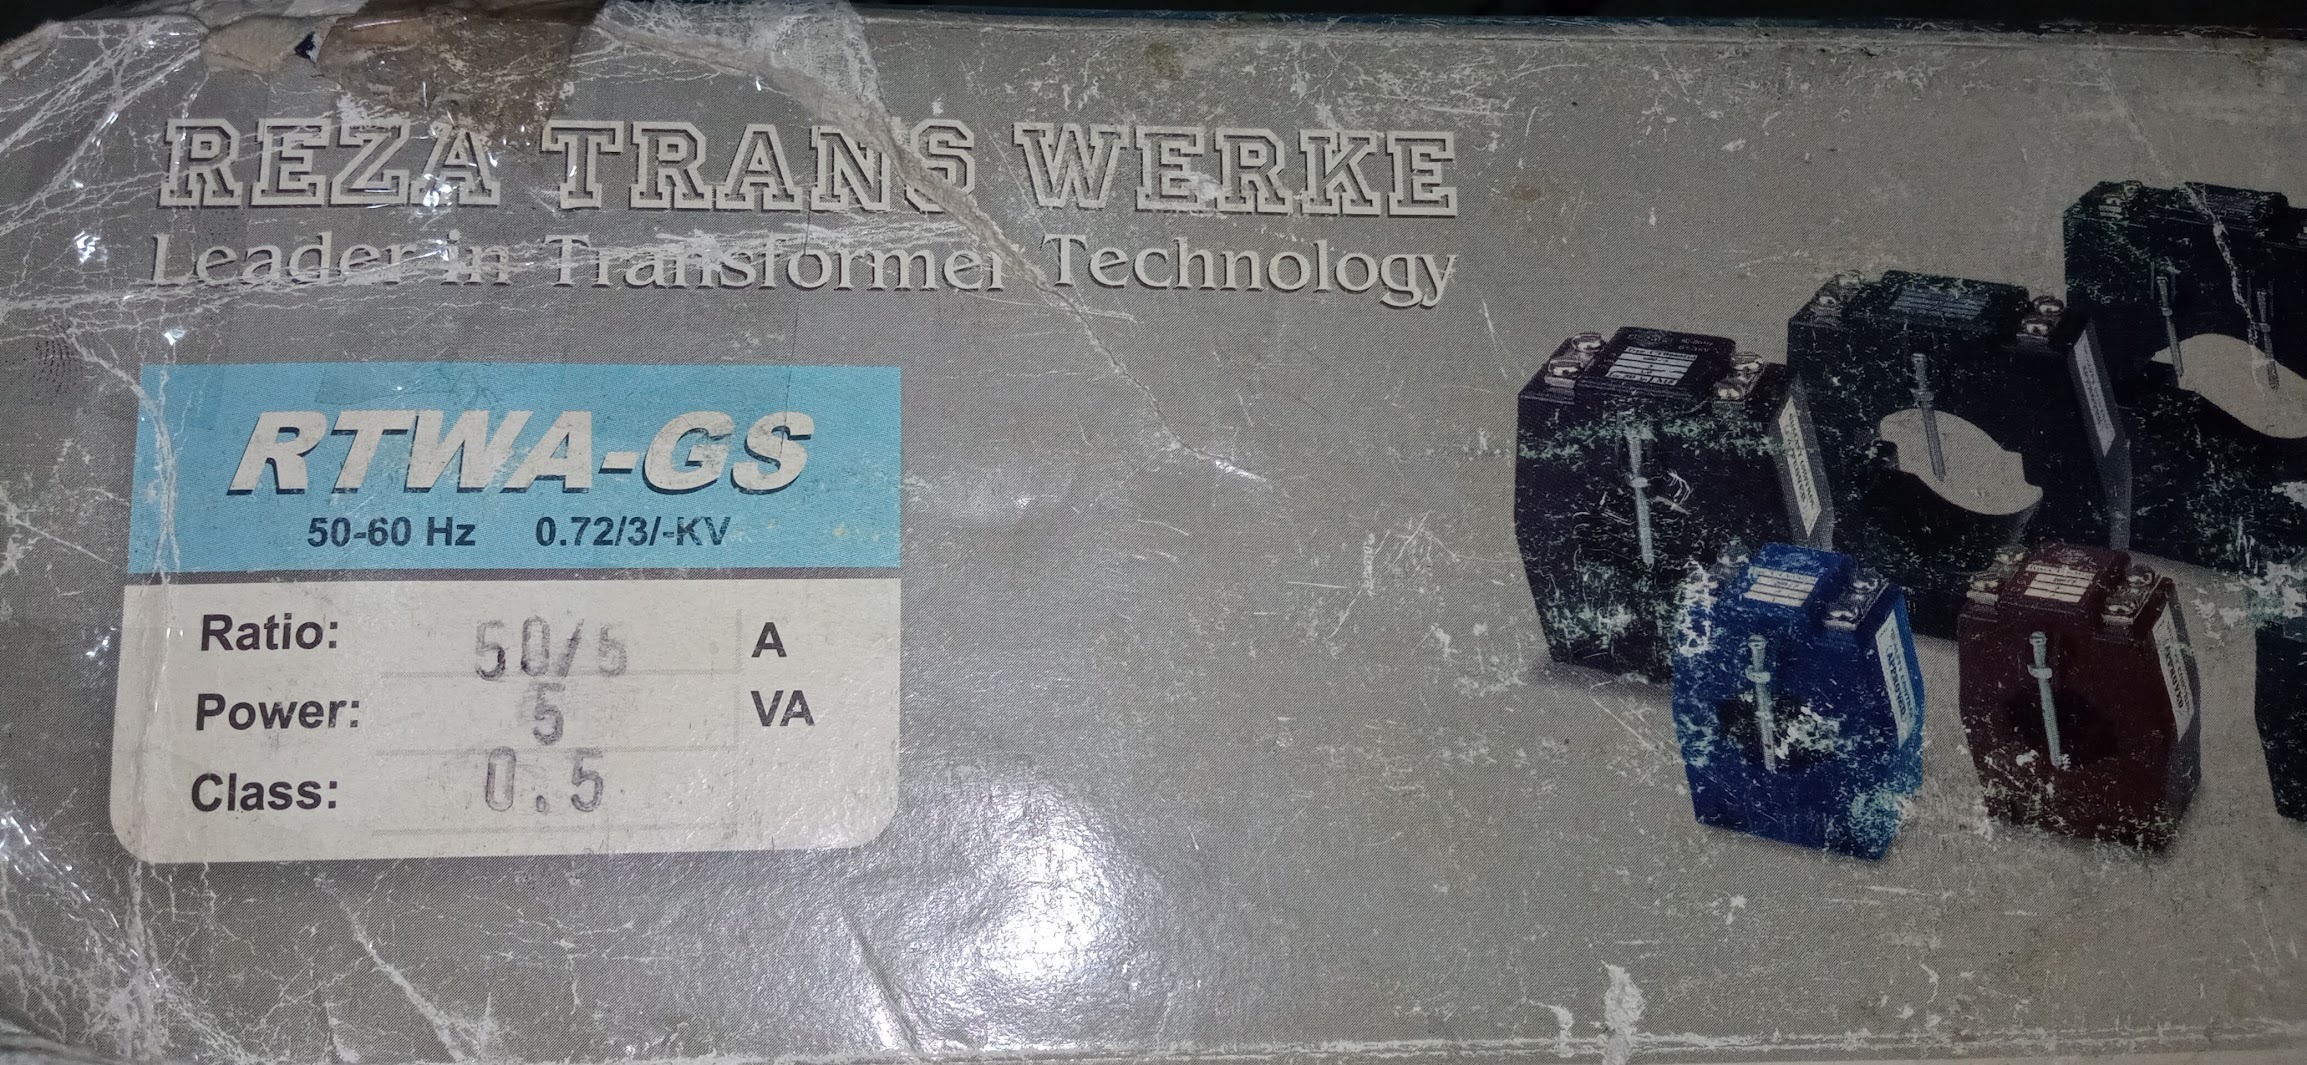 REZA TRANS WERKE
Leader in Transformer Technology
RTWA-GS
50-60 Hz 0.72/3/-KV
Ratio: 50/5 A
Power: 5 VA
Class: 0.5